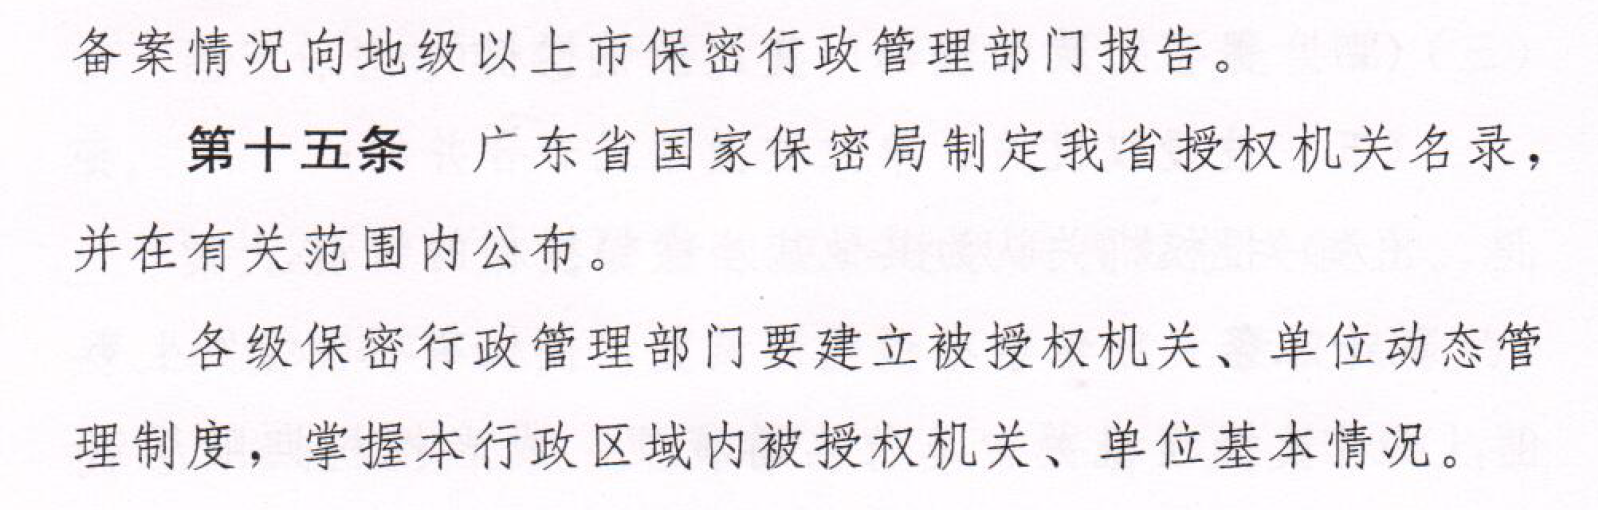 备案情况向地级以上市保密行政管理部门报告。
第十五条 广东省国家保密局制定我省授权机关名录，
并在有关范围内公布。
各级保密行政管理部门要建立被授权机关、单位动态管
理制度，掌握本行政区域内被授权机关、单位基本情况。